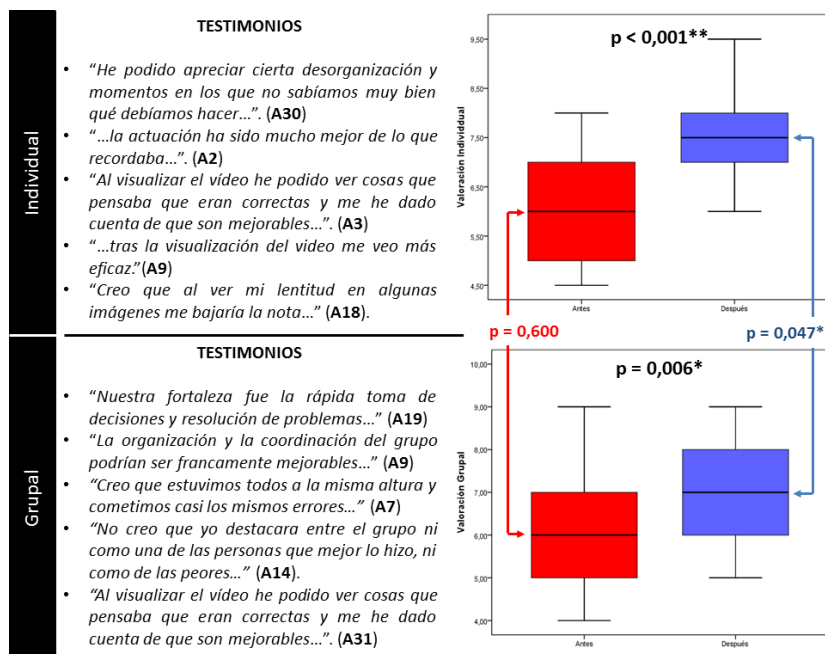 Individual
TESTIMONIOS
• “He podido apreciar cierta desorganización y
momentos en los que no sabíamos muy bien
qué debíamos hacer…”. (A30)
• “…la actuación ha sido mucho mejor de lo que
recordaba…”. (A2)
• “Al visualizar el vídeo he podido ver cosas que
pensaba que eran correctas y me he dado
cuenta de que son mejorables…”. (A3)
• “…tras la visualización del video me veo más
eficaz.”(A9)
• “Creo que al ver mi lentitud en algunas
imágenes me bajaría la nota…” (A18).
p < 0,001**
Valoración Individdual
9,50
8,50
7,50
6,50
5,50
4,50
Antes
Después
p = 0,600
p = 0,047*
Grupal
TESTIMONIOS
• “Nuestra fortaleza fue la rápida toma de
decisiones y resolución de problemas…” (A19)
• “La organización y la coordinación del grupo
podrían ser francamente mejorables…” (A9)
• “Creo que estuvimos todos a la misma altura y
cometimos casi los mismos errores…” (A7)
• “No creo que yo destacara entre el grupo ni
como una de las personas que mejor lo hizo, ni
como de las peores…” (A14).
• “Al visualizar el vídeo he podido ver cosas que
pensaba que eran correctas y me he dado
cuenta de que son mejorables…”. (A31)
p = 0,006*
Valoración Grupal
10,00
9,00
8,00
7,00
6,00
5,00
4,00
Antes
Después